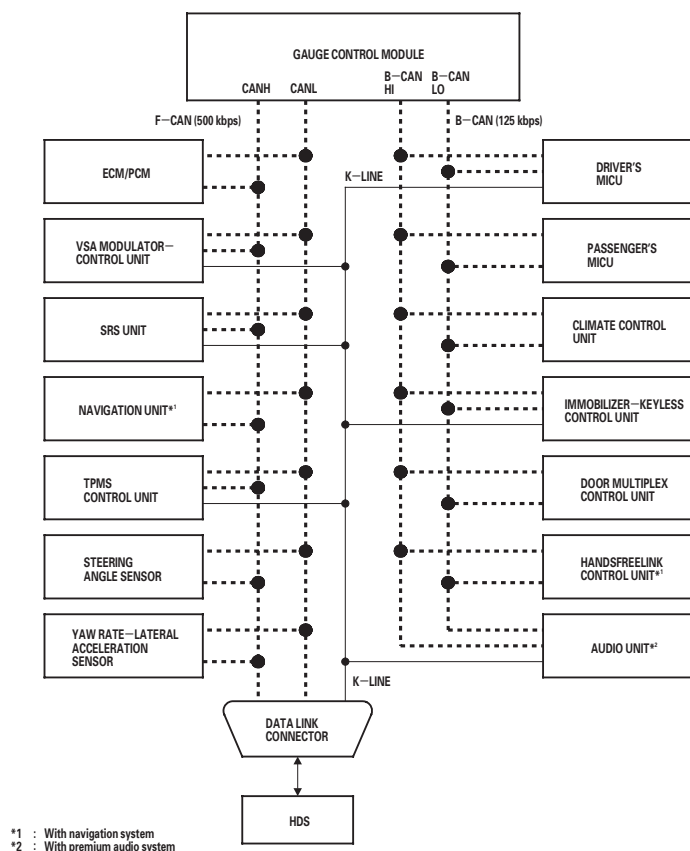 GAUGE CONTROL MODULE
CANH
CANL
B-CAN
HI
B-CAN
LO
F-CAN (500 kbps)
B-CAN (125 kbps)
ECM/PCM
K-LINE
DRIVER'S
MICU
VSA MODULATOR-
CONTROL UNIT
PASSENGER'S
MICU
SRS UNIT
CLIMATE CONTROL
UNIT
NAVIGATION UNIT*1
IMMOBILIZER-KEYLESS
CONTROL UNIT
TPMS
CONTROL UNIT
DOOR MULTIPLEX
CONTROL UNIT
STEERING
ANGLE SENSOR
HANDSFREELINK
CONTROL UNIT*1
YAW RATE-LATERAL
ACCELERATION
SENSOR
AUDIO UNIT*2
K-LINE
DATA LINK
CONNECTOR
HDS
*1 : With navigation system
*2 : With premium audio system